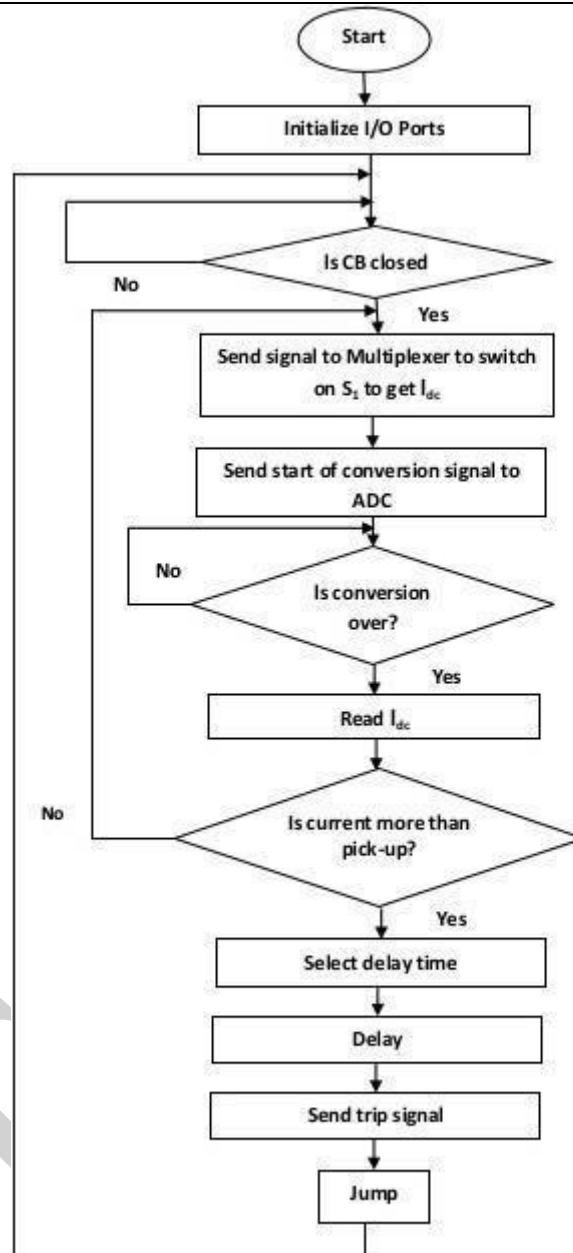 Start
Initialize I/O Ports
Is CB closed
No
Yes
Send signal to Multiplexer to switch
on S₁ to get I_dc
Send start of conversion signal to
ADC
No
Is conversion
over?
Yes
Read I_dc
No
Is current more than
pick-up?
Yes
Select delay time
Delay
Send trip signal
Jump